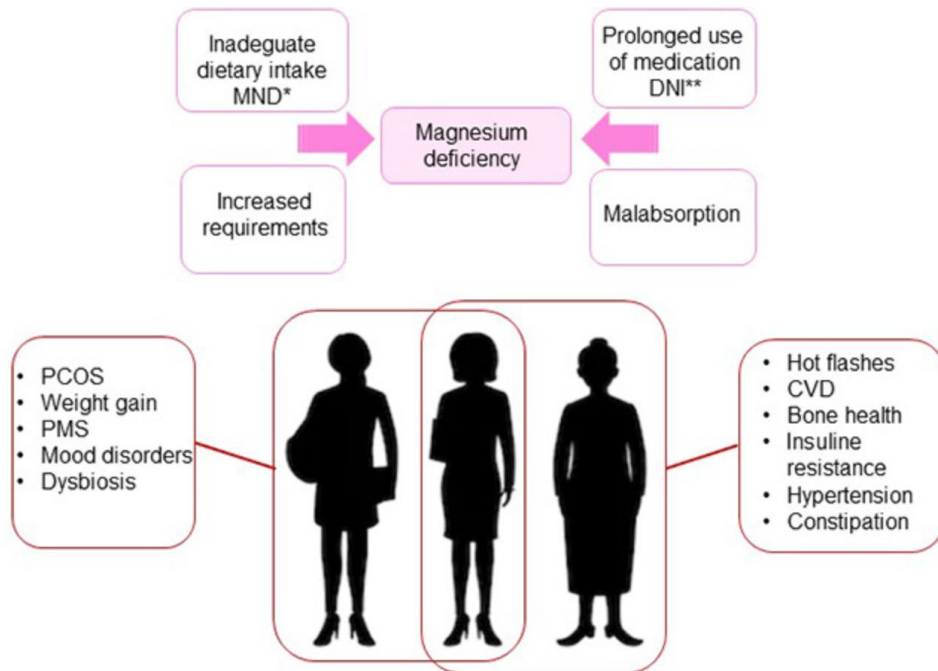 Inadeguate
dietary intake
MND*
Prolonged use
of medication
DNI**
Magnesium
deficiency
Increased
requirements
Malabsorption
• PCOS
• Weight gain
• PMS
• Mood disorders
• Dysbiosis
• Hot flashes
• CVD
• Bone health
• Insuline
resistance
• Hypertension
• Constipation